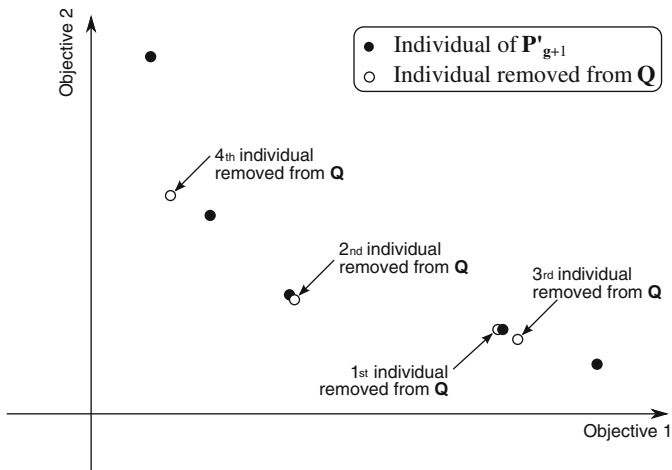 Objective 2
Individual of P'g+1
Individual removed from Q
4th individual
removed from Q
2nd individual
removed from Q
3rd individual
removed from Q
1st individual
removed from Q
Objective 1